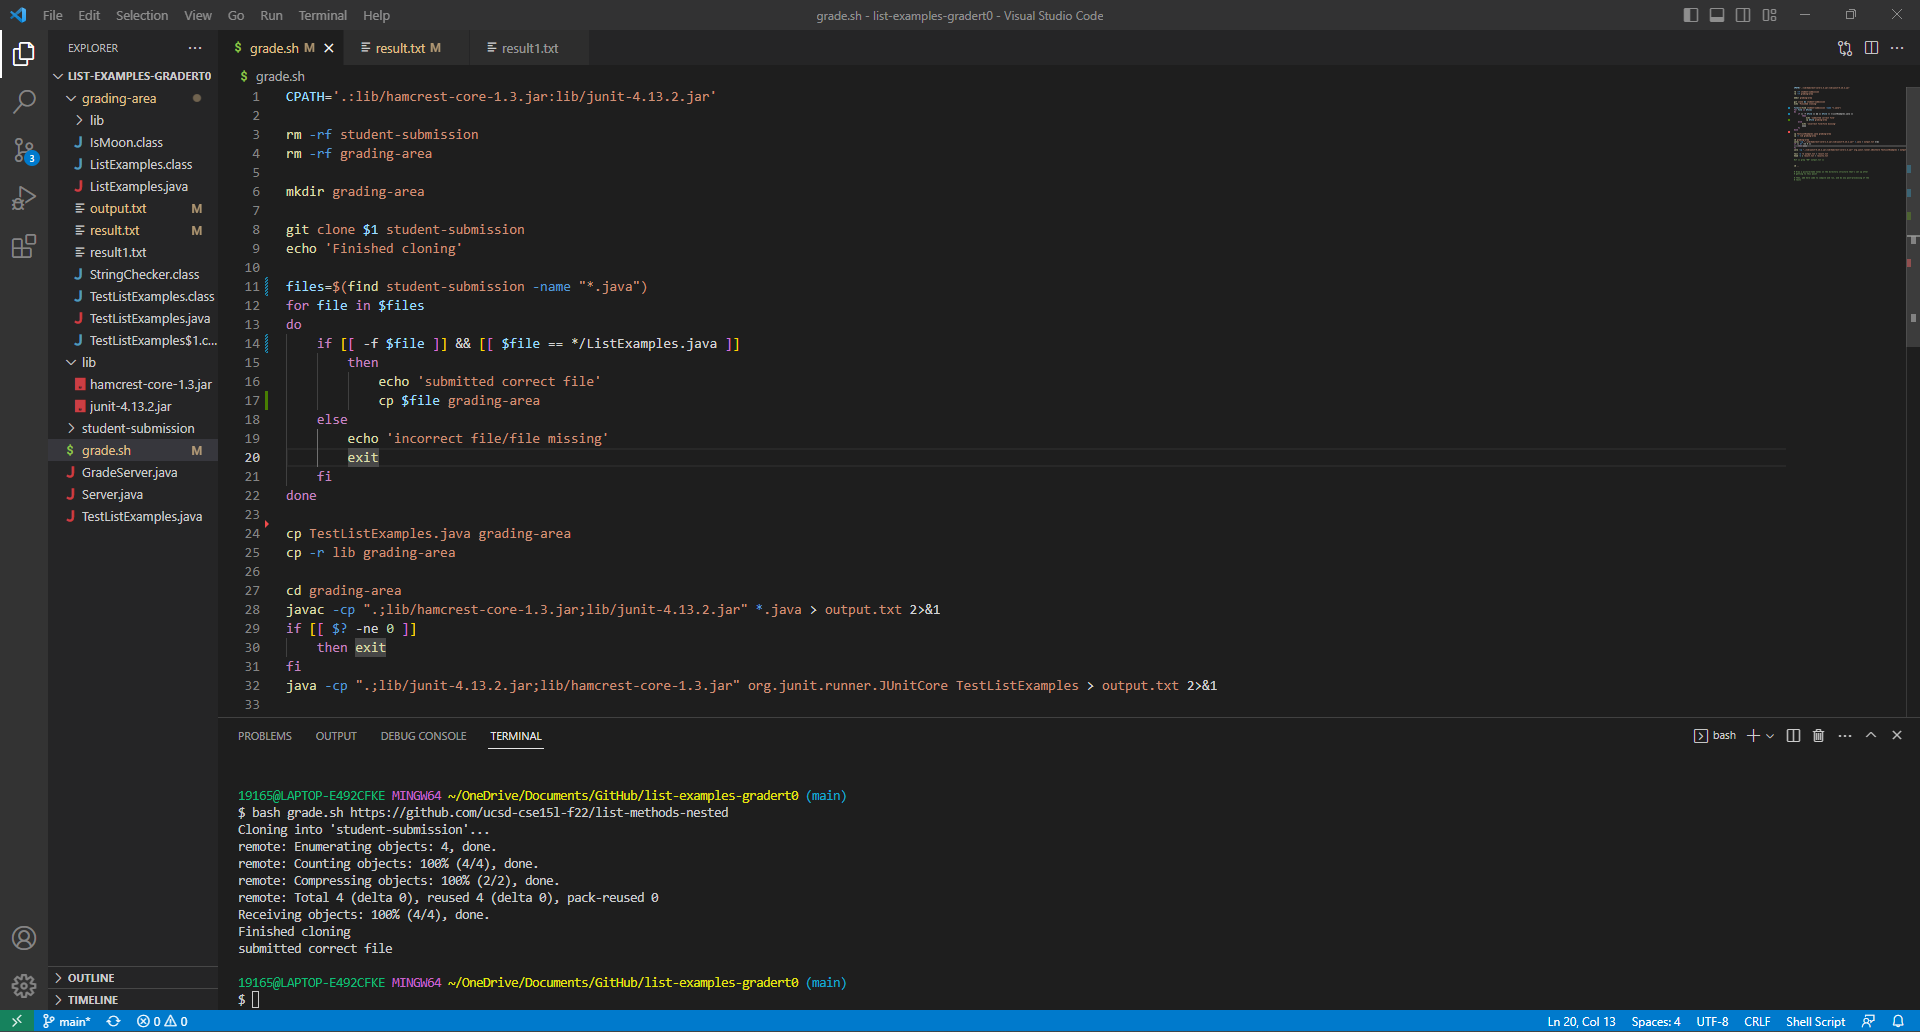 File Edit Selection View Go Run Terminal Help
grade.sh - list-examples-gradert0 - Visual Studio Code
EXPLORER
LIST-EXAMPLES-GRADERT0
grading-area
lib
IsMoon.class
ListExamples.class
ListExamples.java
output.txt M
result.txt M
result1.txt
StringChecker.class
TestListExamples.class
TestListExamples.java
TestListExamples$1.c...
lib
hamcrest-core-1.3.jar
junit-4.13.2.jar
student-submission
grade.sh M
GradeServer.java
Server.java
TestListExamples.java
OUTLINE
TIMELINE
3
grade.sh M
result.txt M
result1.txt
$ grade.sh
1 CPATH='.:lib/hamcrest-core-1.3.jar:lib/junit-4.13.2.jar'
2
3 rm -rf student-submission
4 rm -rf grading-area
5
6 mkdir grading-area
7
8 git clone $1 student-submission
9 echo 'Finished cloning'
10
11 files=$(find student-submission -name "*.java")
12 for file in $files
13 do
14 if [[ -f $file ]] && [[ $file == */ListExamples.java ]]
15 then
16 echo 'submitted correct file'
17 cp $file grading-area
18 else
19 echo 'incorrect file/file missing'
20 exit
21 fi
22 done
23
24 cp TestListExamples.java grading-area
25 cp -r lib grading-area
26
27 cd grading-area
28 javac -cp ".;lib/hamcrest-core-1.3.jar;lib/junit-4.13.2.jar" *.java > output.txt 2>&1
29 if [[ $? -ne 0 ]]
30 then exit
31 fi
32 java -cp ".;lib/junit-4.13.2.jar;lib/hamcrest-core-1.3.jar" org.junit.runner.JUnitCore TestListExamples > output.txt 2>&1
33
PROBLEMS OUTPUT DEBUG CONSOLE TERMINAL
bash
19165@LAPTOP-E492CFKE MINGW64 ~/OneDrive/Documents/GitHub/list-examples-gradert0 (main)
$ bash grade.sh https://github.com/ucsd-cse15l-f22/list-methods-nested
Cloning into 'student-submission'...
remote: Enumerating objects: 4, done.
remote: Counting objects: 100% (4/4), done.
remote: Compressing objects: 100% (2/2), done.
remote: Total 4 (delta 0), reused 4 (delta 0), pack-reused 0
Receiving objects: 100% (4/4), done.
Finished cloning
submitted correct file
19165@LAPTOP-E492CFKE MINGW64 ~/OneDrive/Documents/GitHub/list-examples-gradert0 (main)
$
main* 0 0
Ln 20, Col 13 Spaces: 4 UTF-8 CRLF Shell Script